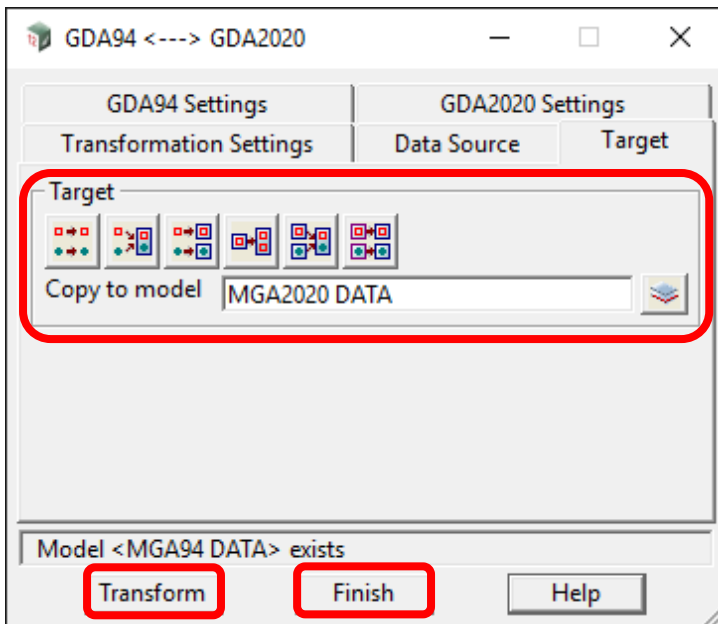 GDA94 <---> GDA2020
GDA94 Settings GDA2020 Settings
Transformation Settings Data Source Target
Target
Copy to model MGA2020 DATA
Model <MGA94 DATA> exists
Transform Finish Help